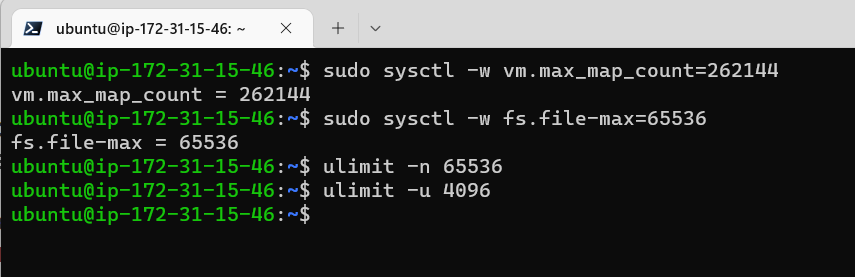 ubuntu@ip-172-31-15-46: ~
ubuntu@ip-172-31-15-46:~$ sudo sysctl -w vm.max_map_count=262144
vm.max_map_count = 262144
ubuntu@ip-172-31-15-46:~$ sudo sysctl -w fs.file-max=65536
fs.file-max = 65536
ubuntu@ip-172-31-15-46:~$ ulimit -n 65536
ubuntu@ip-172-31-15-46:~$ ulimit -u 4096
ubuntu@ip-172-31-15-46:~$